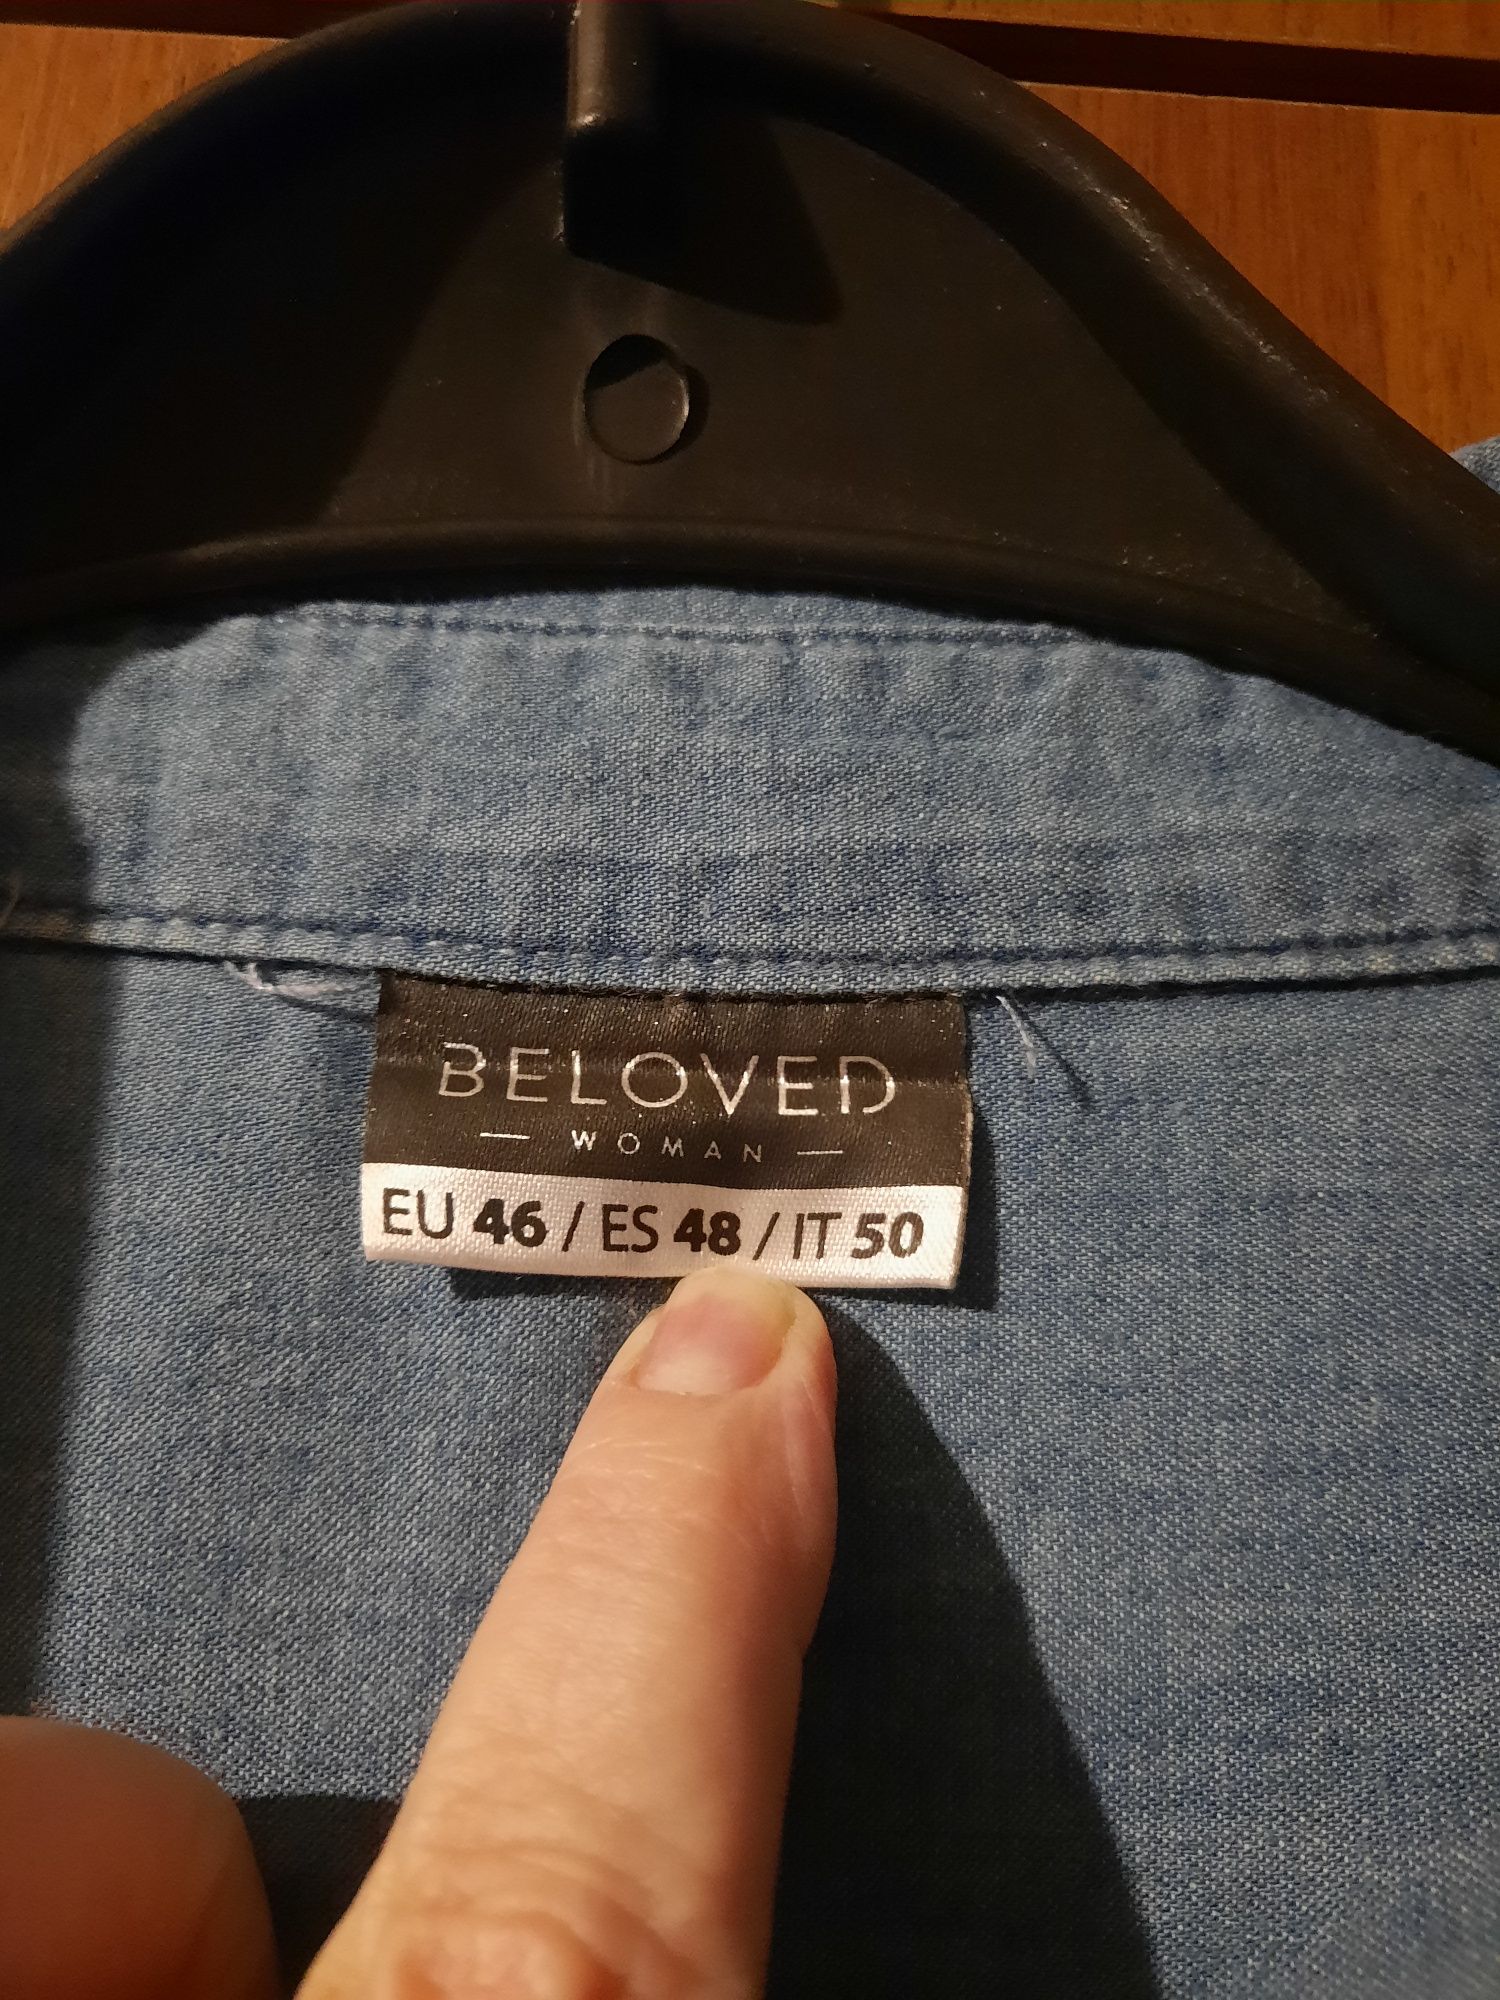 BELOVED
— WOMAN —
EU 46 / ES 48 / IT 50